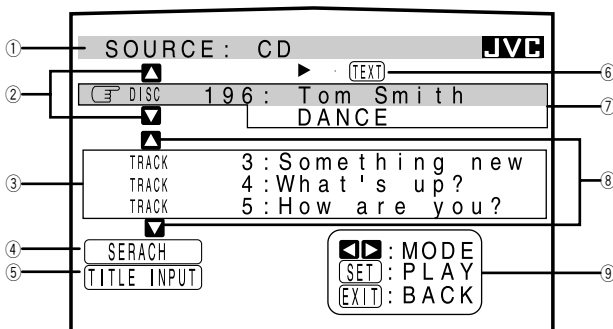 ① SOURCE: CD JVC
② ▶ · TEXT ⑥
DISC 196: Tom Smith ⑦
DANCE
TRACK 3:Something new
③ TRACK 4:What's up? ⑧
TRACK 5:How are you?
④ SERACH ◀▶:MODE
⑤ TITLE INPUT SET:PLAY ⑨
EXIT:BACK